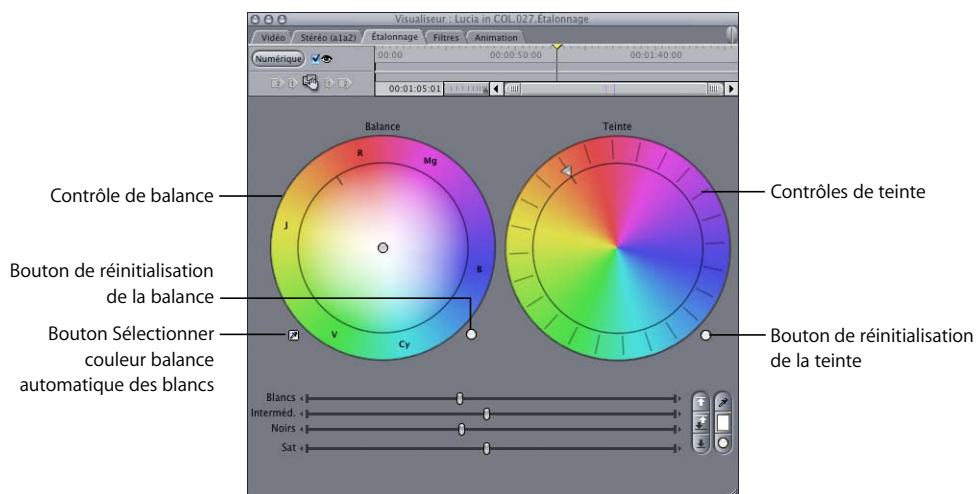 Visualiseur : Lucia in COL.027.Étalonnage
Vidéo Stéréo (a1a2) Étalonnage Filtres Animation
Numérique :00:00 00:00:50:00 00:01:40:00
00:01:05:01
Balance Teinte
R Mg
J
B
V
Cy
Contrôle de balance
Bouton de réinitialisation
de la balance
Bouton Sélectionner
couleur balance
automatique des blancs
Contrôles de teinte
Bouton de réinitialisation
de la teinte
Blancs
Interméd.
Noirs
Sat